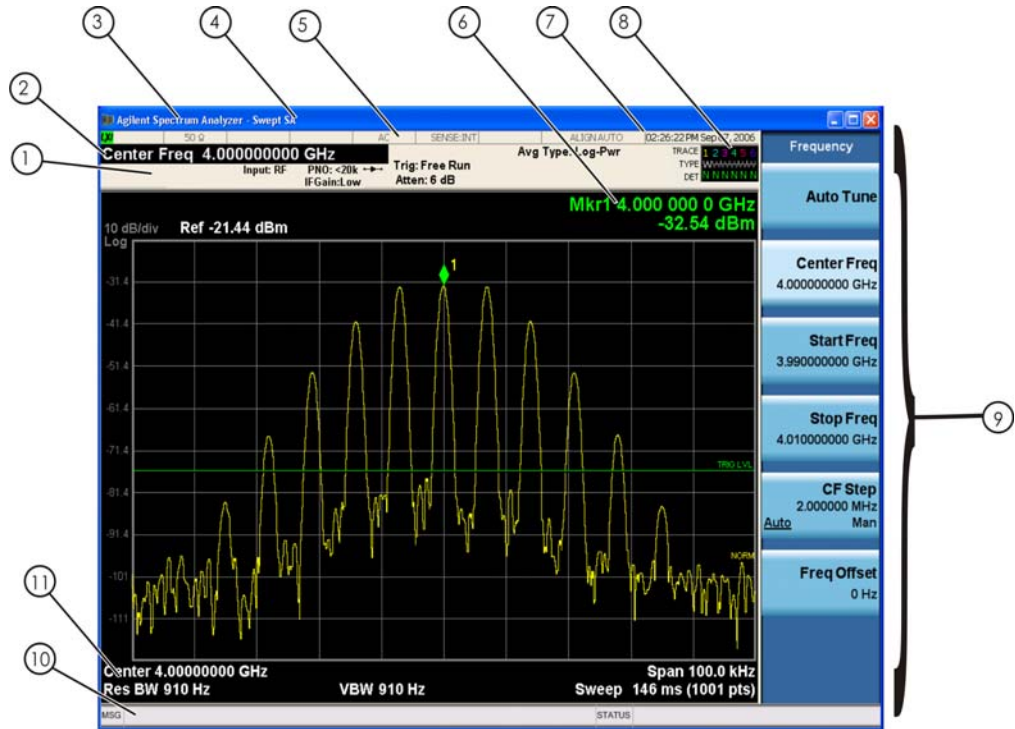 3
4
5
6
7
8
2
1
Agilent Spectrum Analyzer - Swept SA
50 Ω AC SENSE:INT ALIGN AUTO 02:26:22 PM Sep 07, 2006
Center Freq 4.000000000 GHz
Input: RF
PNO: <20k
IFGain:Low
Trig: Free Run
Atten: 6 dB
Avg Type: Log-Pwr
TRACE 1 2 3 4 5 6
TYPE
DET N N N N N N
Mkr1 4.000 000 0 GHz
-32.54 dBm
10 dB/div
Log
Ref -21.44 dBm
1
-31.4
-41.4
-51.4
-61.4
-71.4
-81.4
-91.4
-101
-111
TRIG LVL
NORM
Center 4.00000000 GHz
Span 100.0 kHz
Res BW 910 Hz
VBW 910 Hz
Sweep 146 ms (1001 pts)
MSG
STATUS
Frequency
Auto Tune
Center Freq
4.000000000 GHz
Start Freq
3.990000000 GHz
Stop Freq
4.010000000 GHz
CF Step
2.000000 MHz
Auto Man
Freq Offset
0 Hz
9
11
10